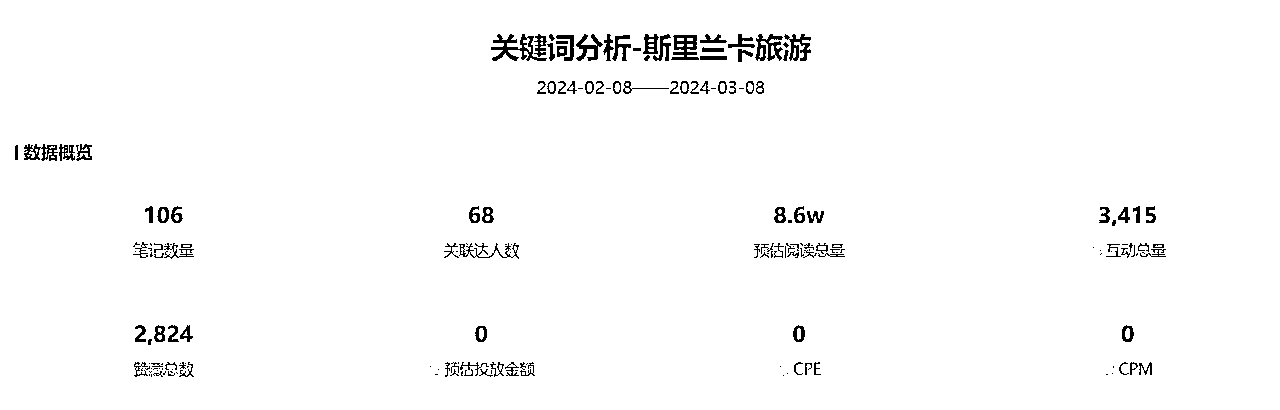 关键词分析-斯里兰卡旅游
2024-02-08——2024-03-08
数据概览
106 68 8.6w 3,415
笔记数量 关联达人数 预估阅读总量 互动总量
2,824 0 0 0
赞藏总数 预估投放金额 CPE CPM